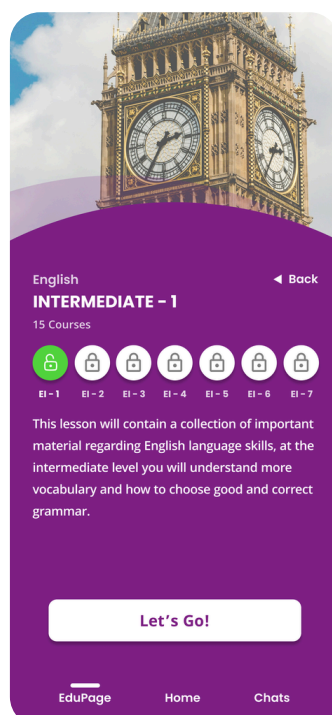 English
◀ Back
INTERMEDIATE - 1
15 Courses
EI - 1 EI - 2 EI - 3 EI - 4 EI - 5 EI - 6 EI - 7
This lesson will contain a collection of important
material regarding English language skills, at the
intermediate level you will understand more
vocabulary and how to choose good and correct
grammar.
Let's Go!
EduPage Home Chats